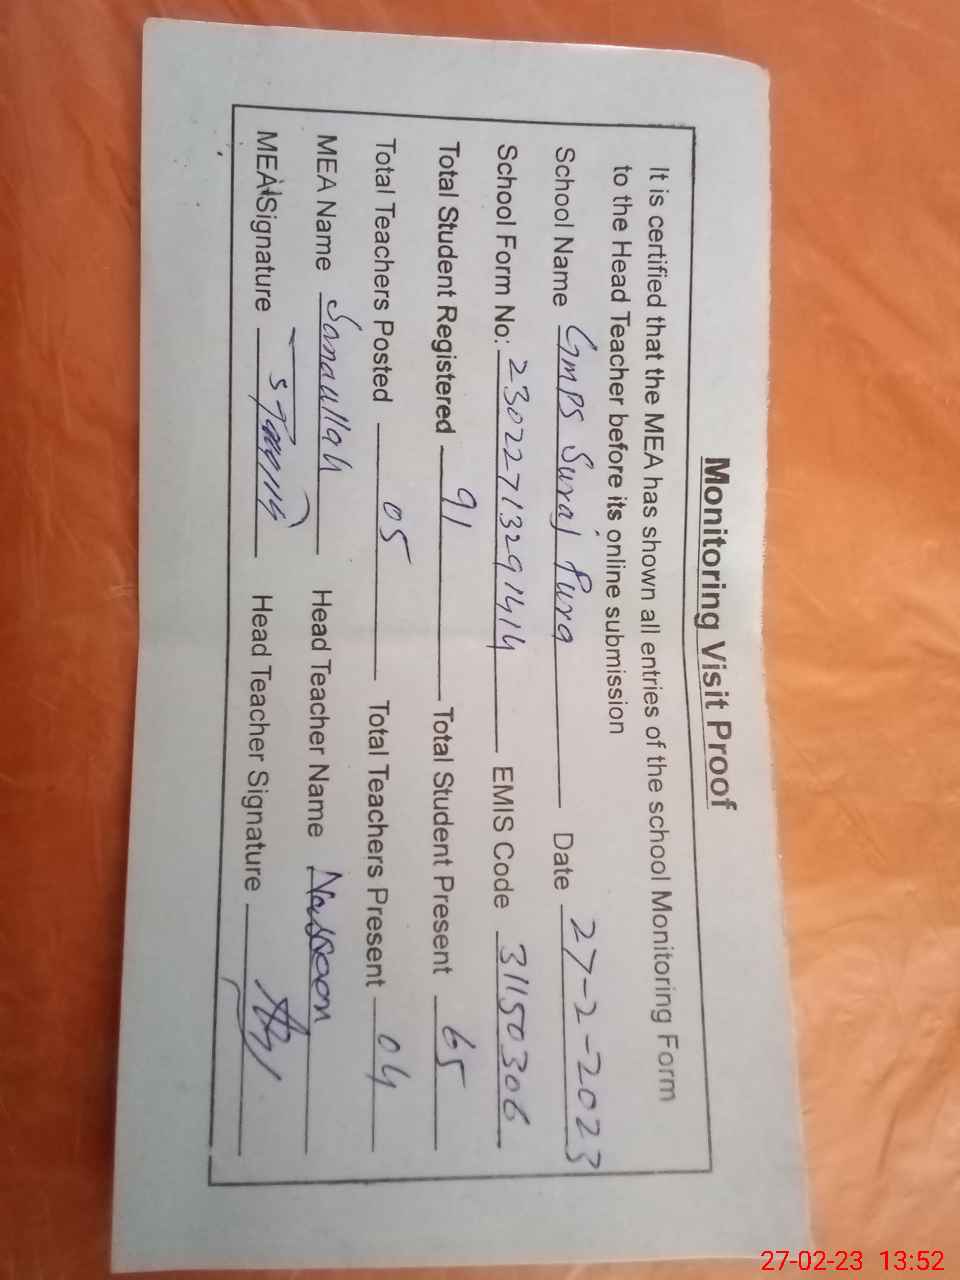 Monitoring Visit Proof
It is certified that the MEA has shown all entries of the school Monitoring Form
to the Head Teacher before its online submission
School Name GMPS Suraj Pura Date 27-2-2023
School Form No: 23022713291414 EMIS Code 31150306
Total Student Registered 91 Total Student Present 65
Total Teachers Posted 05 Total Teachers Present 04
MEA Name Sanaullah Head Teacher Name
MEA Signature Head Teacher Signature
27-02-23 13:52